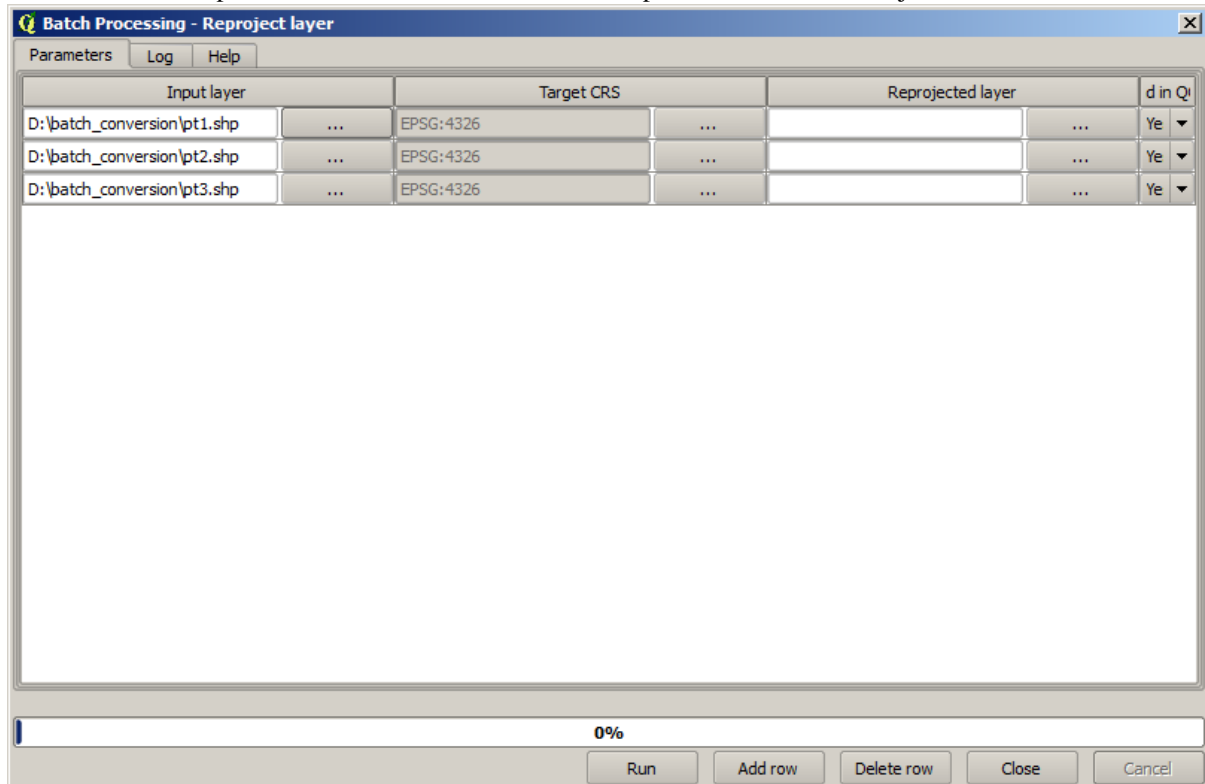 Batch Processing - Reproject layer
Parameters Log Help
Input layer Target CRS Reprojected layer d in Q
D:\batch_conversion\pt1.shp ... EPSG:4326 ... ... Ye
D:\batch_conversion\pt2.shp ... EPSG:4326 ... ... Ye
D:\batch_conversion\pt3.shp ... EPSG:4326 ... ... Ye
0%
Run Add row Delete row Close Cancel